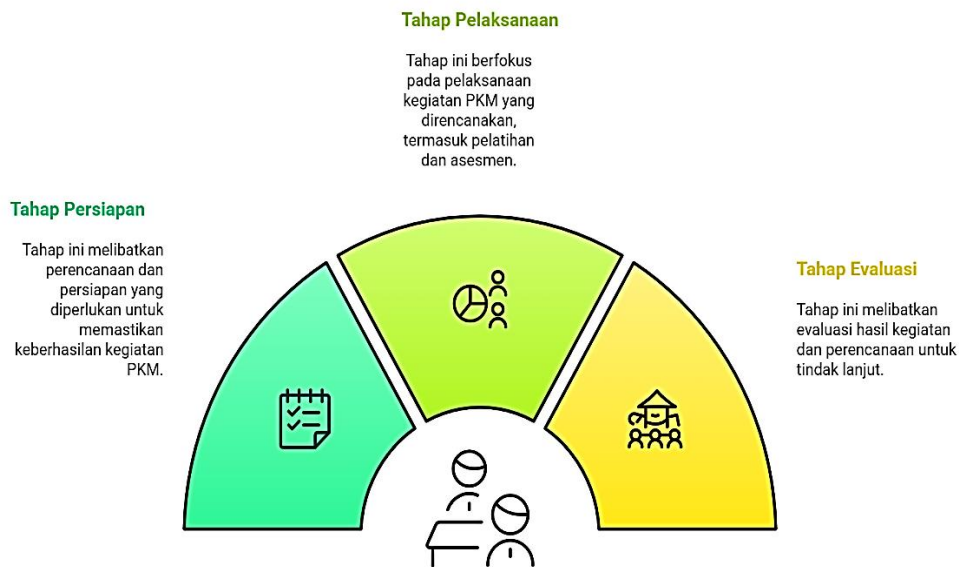 Tahap Pelaksanaan
Tahap ini berfokus
pada pelaksanaan
kegiatan PKM yang
direncanakan,
termasuk pelatihan
dan asesmen.
Tahap Persiapan
Tahap ini melibatkan
perencanaan dan
persiapan yang
diperlukan untuk
memastikan
keberhasilan kegiatan
PKM.
Tahap Evaluasi
Tahap ini melibatkan
evaluasi hasil kegiatan
dan perencanaan untuk
tindak lanjut.